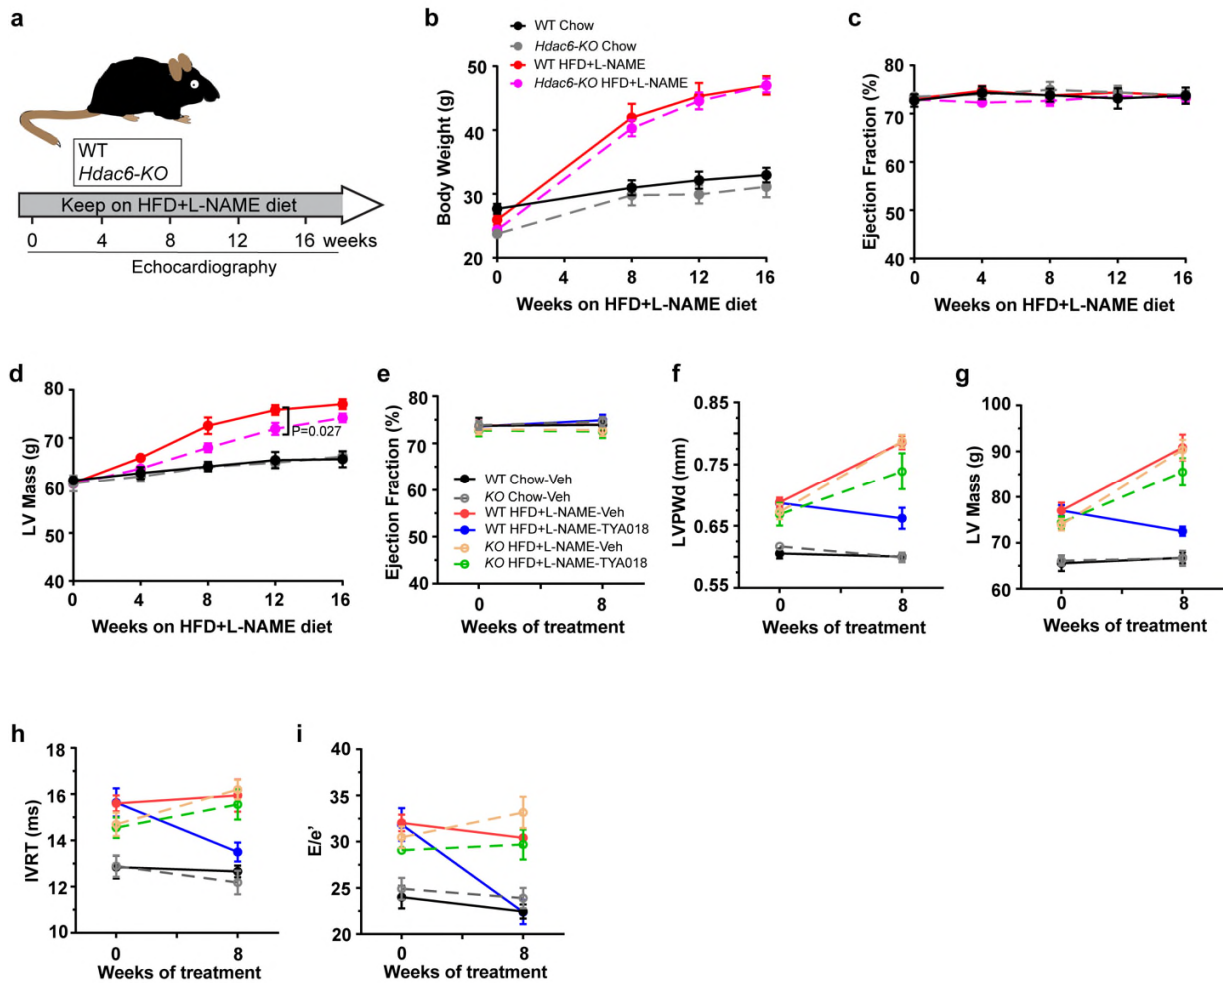 a
WT
Hdac6-KO
Keep on HFD+L-NAME diet
0 4 8 12 16 weeks
Echocardiography
b
WT Chow
Hdac6-KO Chow
WT HFD+L-NAME
Hdac6-KO HFD+L-NAME
Body Weight (g)
50
40
30
20
0 4 8 12 16
Weeks on HFD+L-NAME diet
c
Ejection Fraction (%)
80
70
60
50
40
0 4 8 12 16
Weeks on HFD+L-NAME diet
d
LV Mass (g)
80
70
60
50
40
P=0.027
0 4 8 12 16
Weeks on HFD+L-NAME diet
e
Ejection Fraction (%)
80
70
60
50
40
WT Chow-Veh
KO Chow-Veh
WT HFD+L-NAME-Veh
WT HFD+L-NAME-TYA018
KO HFD+L-NAME-Veh
KO HFD+L-NAME-TYA018
0 8
Weeks of treatment
f
LVPWd (mm)
0.85
0.75
0.65
0.55
0 8
Weeks of treatment
g
LV Mass (g)
100
90
80
70
60
0 8
Weeks of treatment
h
IVRT (ms)
18
16
14
12
10
0 8
Weeks of treatment
i
E/e'
40
35
30
25
20
0 8
Weeks of treatment